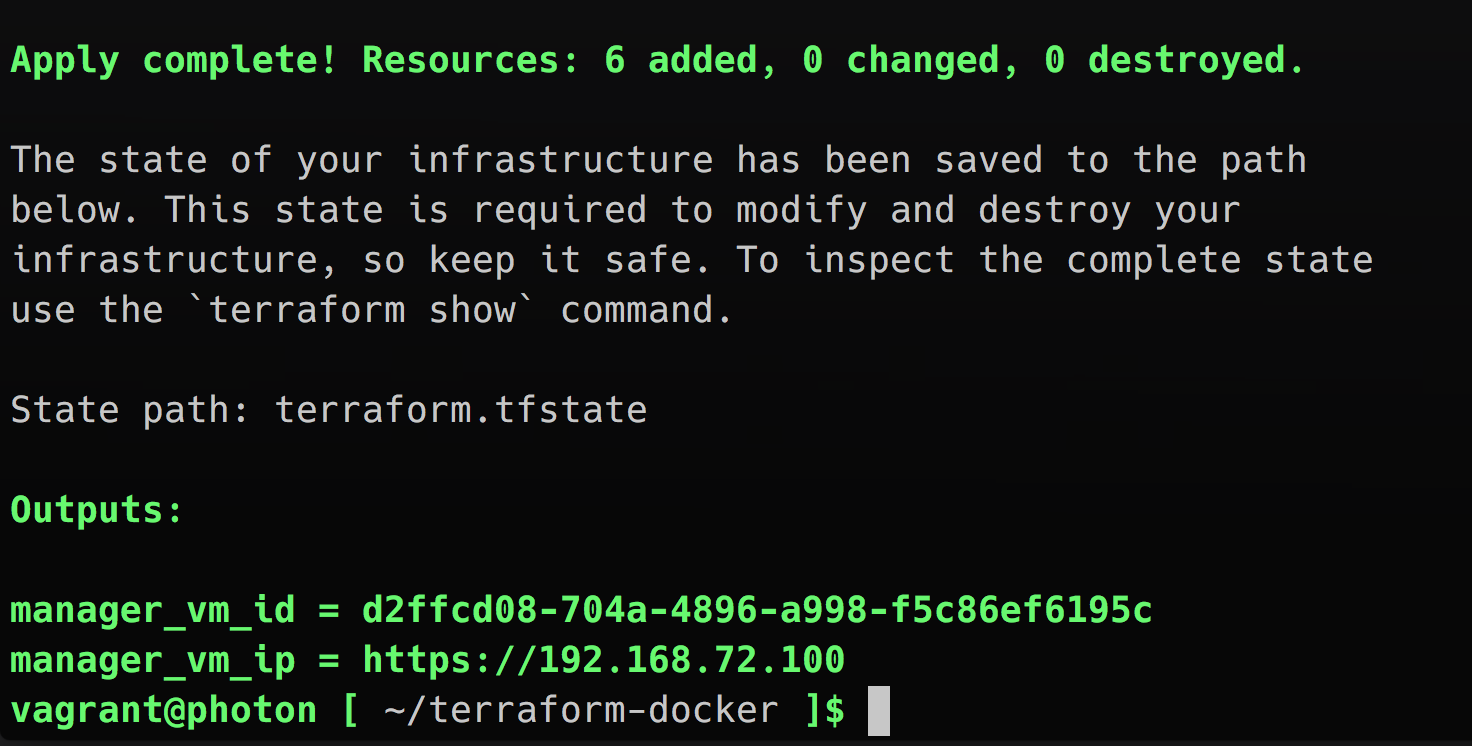 Apply complete! Resources: 6 added, 0 changed, 0 destroyed.
The state of your infrastructure has been saved to the path
below. This state is required to modify and destroy your
infrastructure, so keep it safe. To inspect the complete state
use the `terraform show` command.
State path: terraform.tfstate
Outputs:
manager_vm_id = d2ffcd08-704a-4896-a998-f5c86ef6195c
manager_vm_ip = https://192.168.72.100
vagrant@photon [ ~/terraform-docker ]$